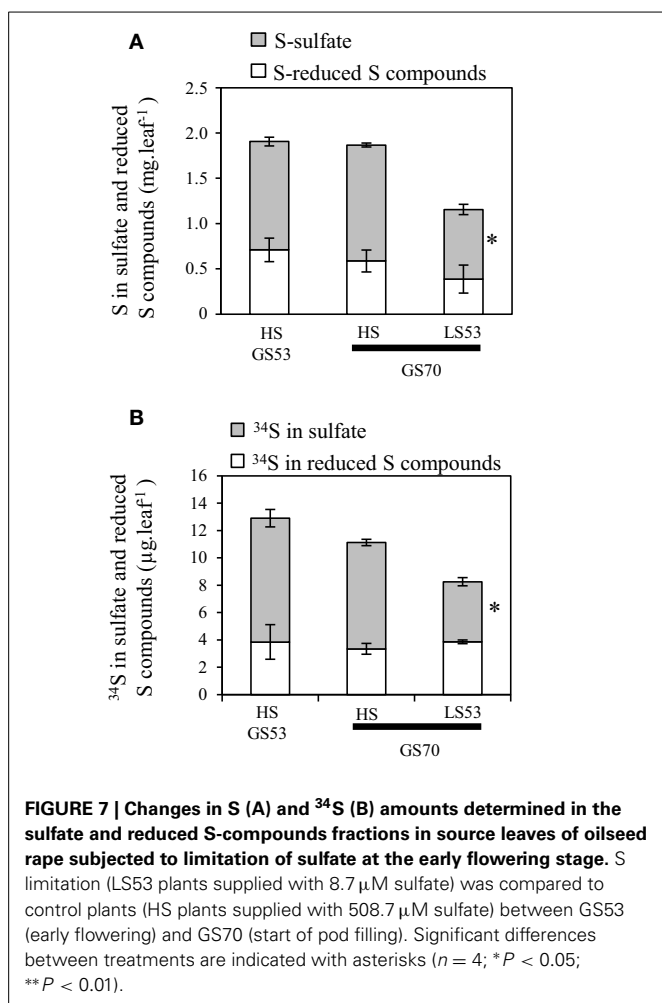 A
S-sulfate
S-reduced S compounds
S in sulfate and reduced
S compounds (mg.leaf-1)
2.5
2.0
1.5
1.0
0.5
0
HS
GS53
HS
LS53
*
GS70
B
34S in sulfate
34S in reduced S compounds
34S in sulfate and reduced
S compounds (µg.leaf-1)
16
14
12
10
8
6
4
2
0
HS
GS53
HS
LS53
*
GS70
FIGURE 7 | Changes in S (A) and 34S (B) amounts determined in the
sulfate and reduced S-compounds fractions in source leaves of oilseed
rape subjected to limitation of sulfate at the early flowering stage. S
limitation (LS53 plants supplied with 8.7 µM sulfate) was compared to
control plants (HS plants supplied with 508.7 µM sulfate) between GS53
(early flowering) and GS70 (start of pod filling). Significant differences
between treatments are indicated with asterisks (n = 4; *P < 0.05;
**P < 0.01).